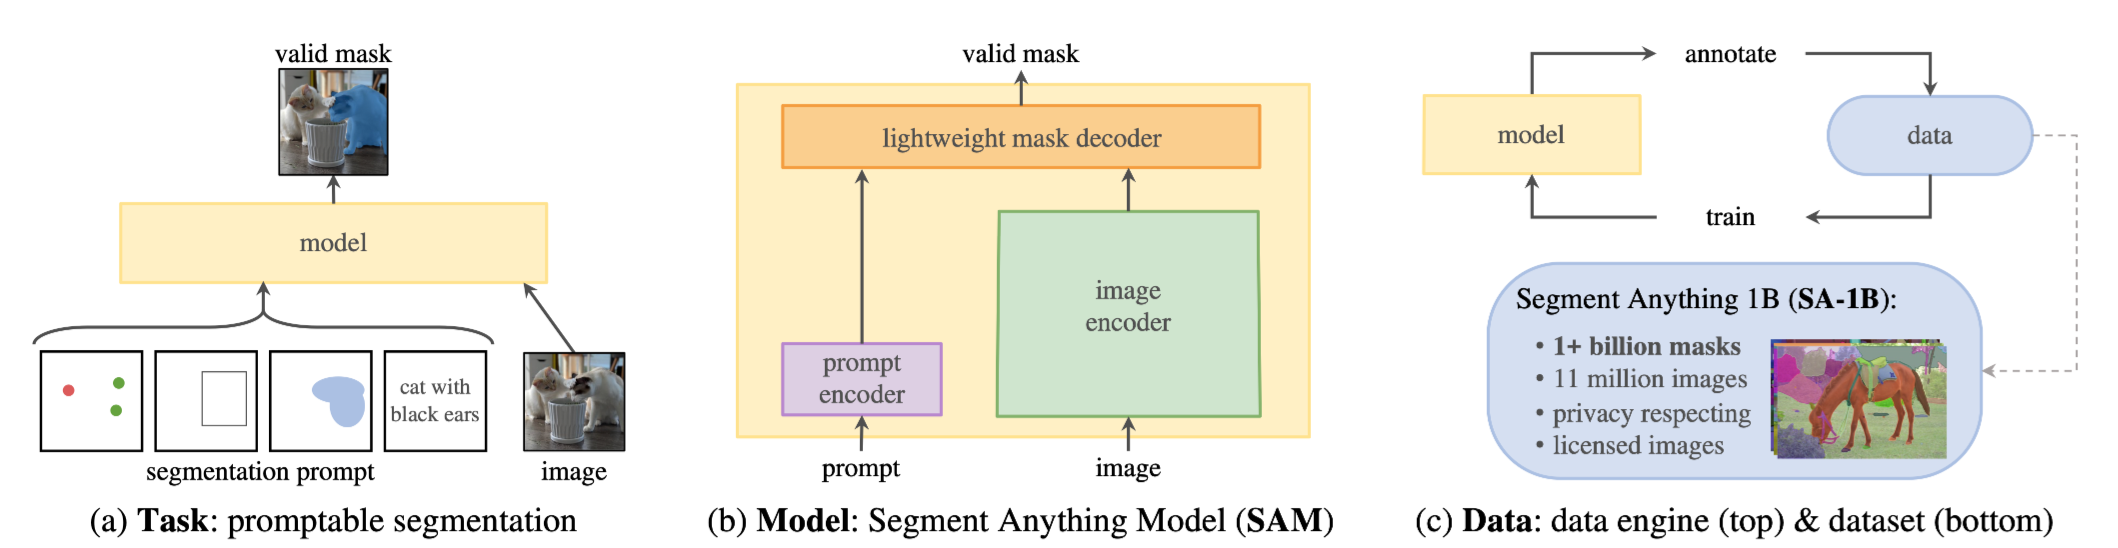 valid mask
model
cat with
black ears
segmentation prompt
image
(a) Task: promptable segmentation
valid mask
lightweight mask decoder
image
encoder
prompt
encoder
prompt
image
(b) Model: Segment Anything Model (SAM)
annotate
model
data
train
Segment Anything 1B (SA-1B):
• 1+ billion masks
• 11 million images
• privacy respecting
• licensed images
(c) Data: data engine (top) & dataset (bottom)